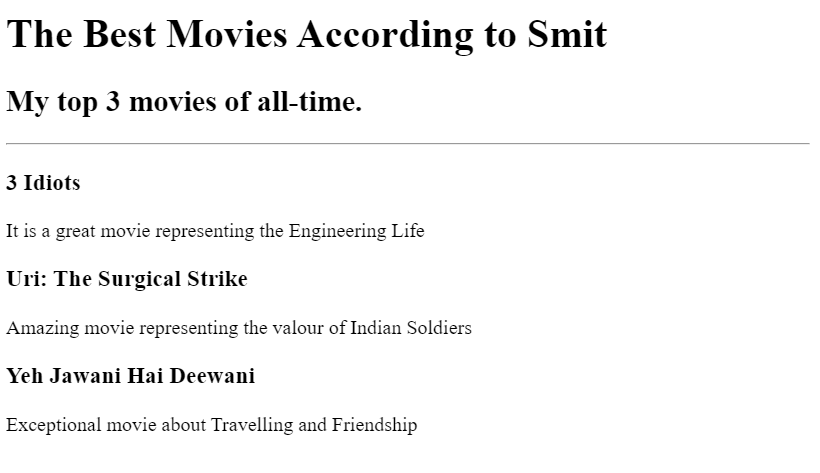 The Best Movies According to Smit
My top 3 movies of all-time.
3 Idiots
It is a great movie representing the Engineering Life
Uri: The Surgical Strike
Amazing movie representing the valour of Indian Soldiers
Yeh Jawani Hai Deewani
Exceptional movie about Travelling and Friendship